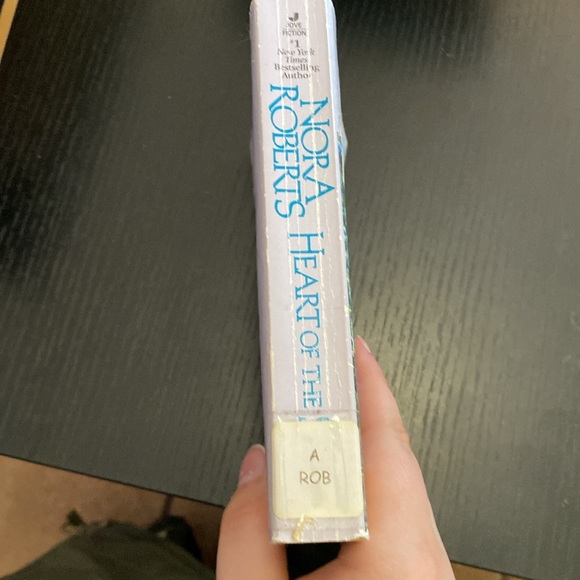 J
JOVE
FICTION
#1
New York
Times
Bestselling
Author
NORA
ROBERTS
HEART OF THE
A
ROB